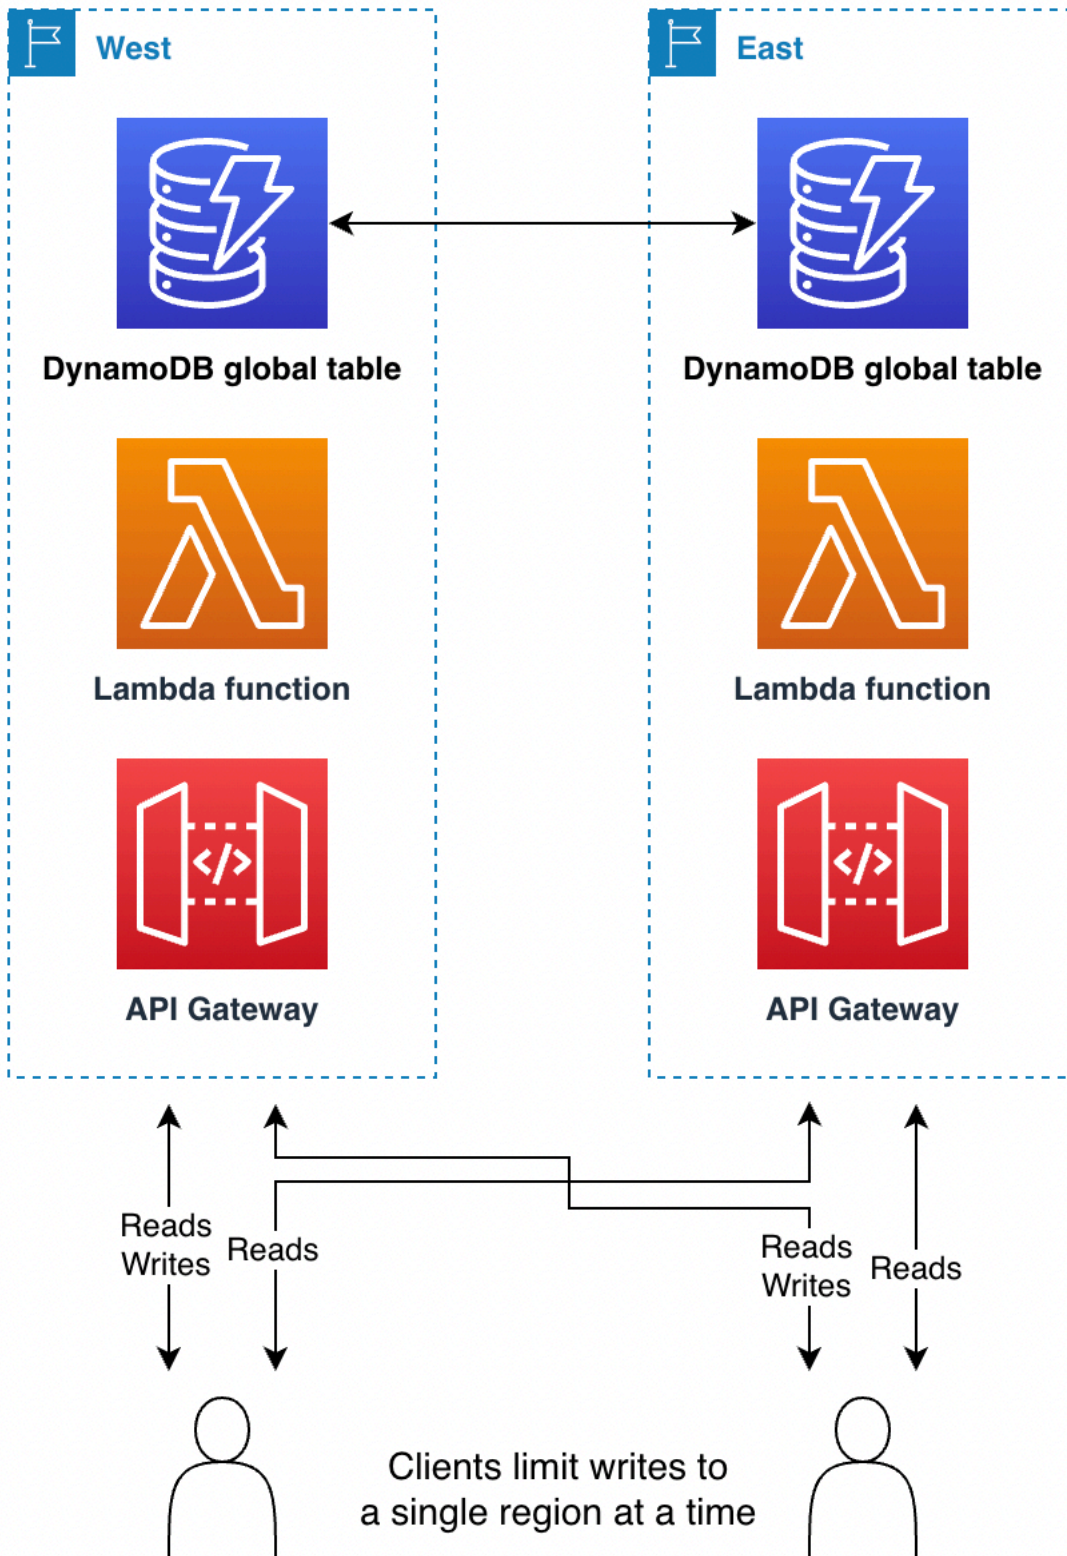 West
East
DynamoDB global table
DynamoDB global table
Lambda function
Lambda function
</>
</>
API Gateway
API Gateway
Reads
Writes
Reads
Reads
Writes
Reads
Clients limit writes to
a single region at a time